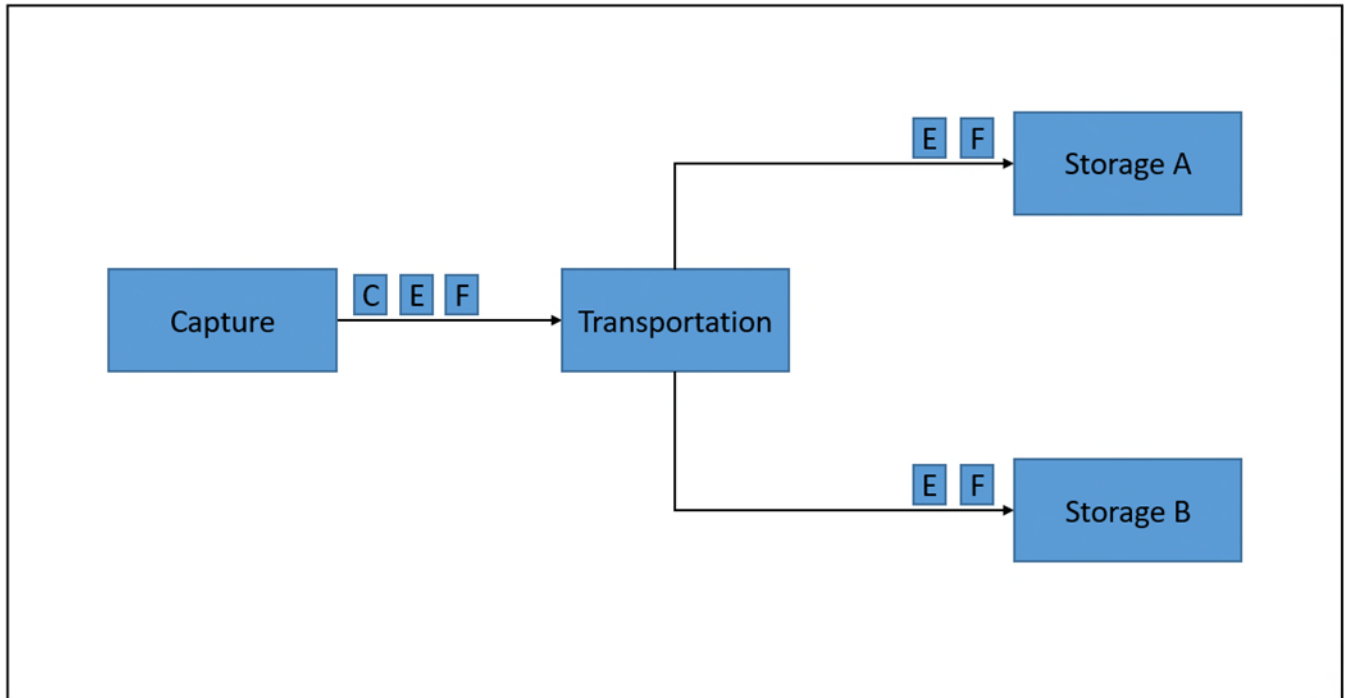 E F
Storage A
C E F
Capture
Transportation
E F
Storage B